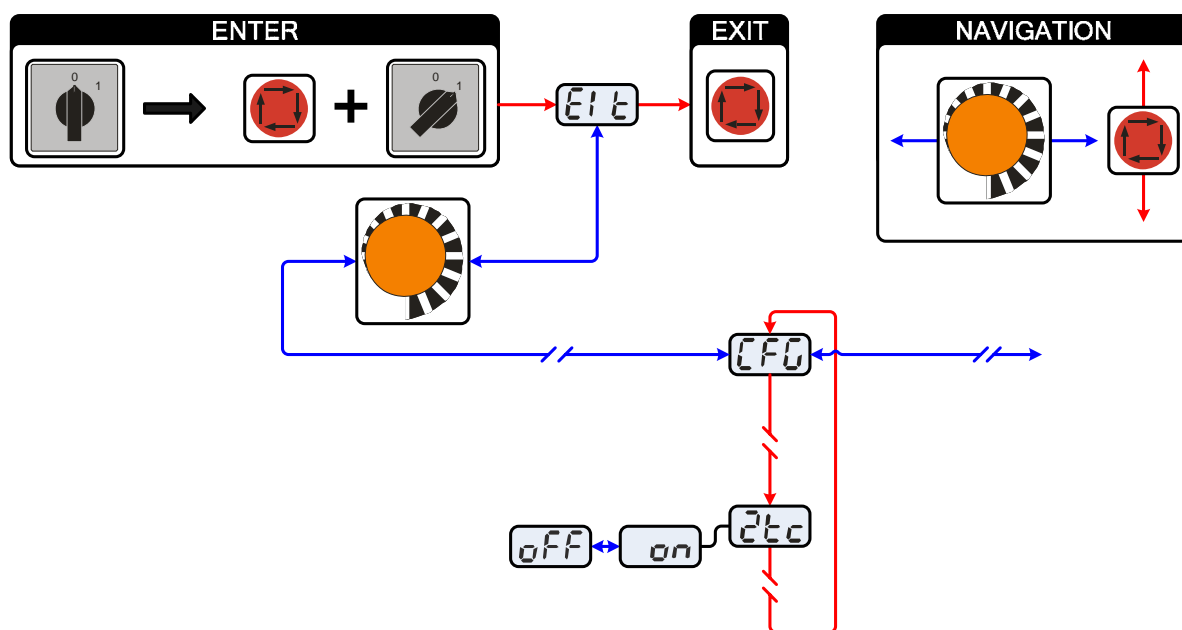 ENTER
EXIT
NAVIGATION
0
1
0
1
EIt
CFG
2tc
oFF
on